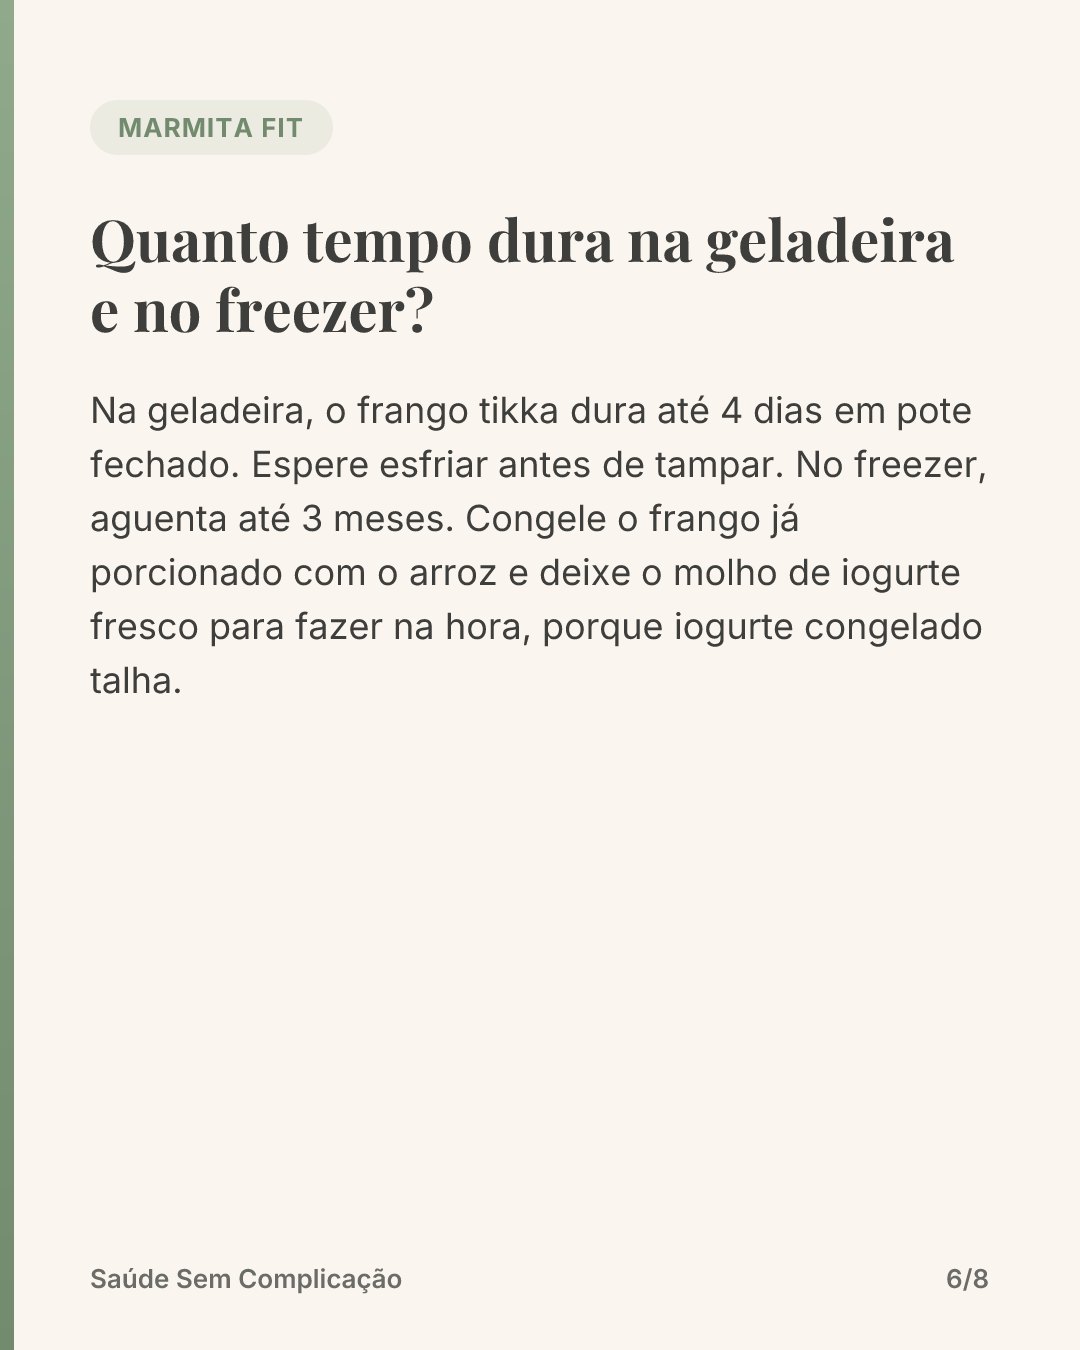 MARMITA FIT
Quanto tempo dura na geladeira
e no freezer?
Na geladeira, o frango tikka dura até 4 dias em pote
fechado. Espere esfriar antes de tampar. No freezer,
aguenta até 3 meses. Congele o frango já
porcionado com o arroz e deixe o molho de iogurte
fresco para fazer na hora, porque iogurte congelado
talha.
Saúde Sem Complicação
6/8